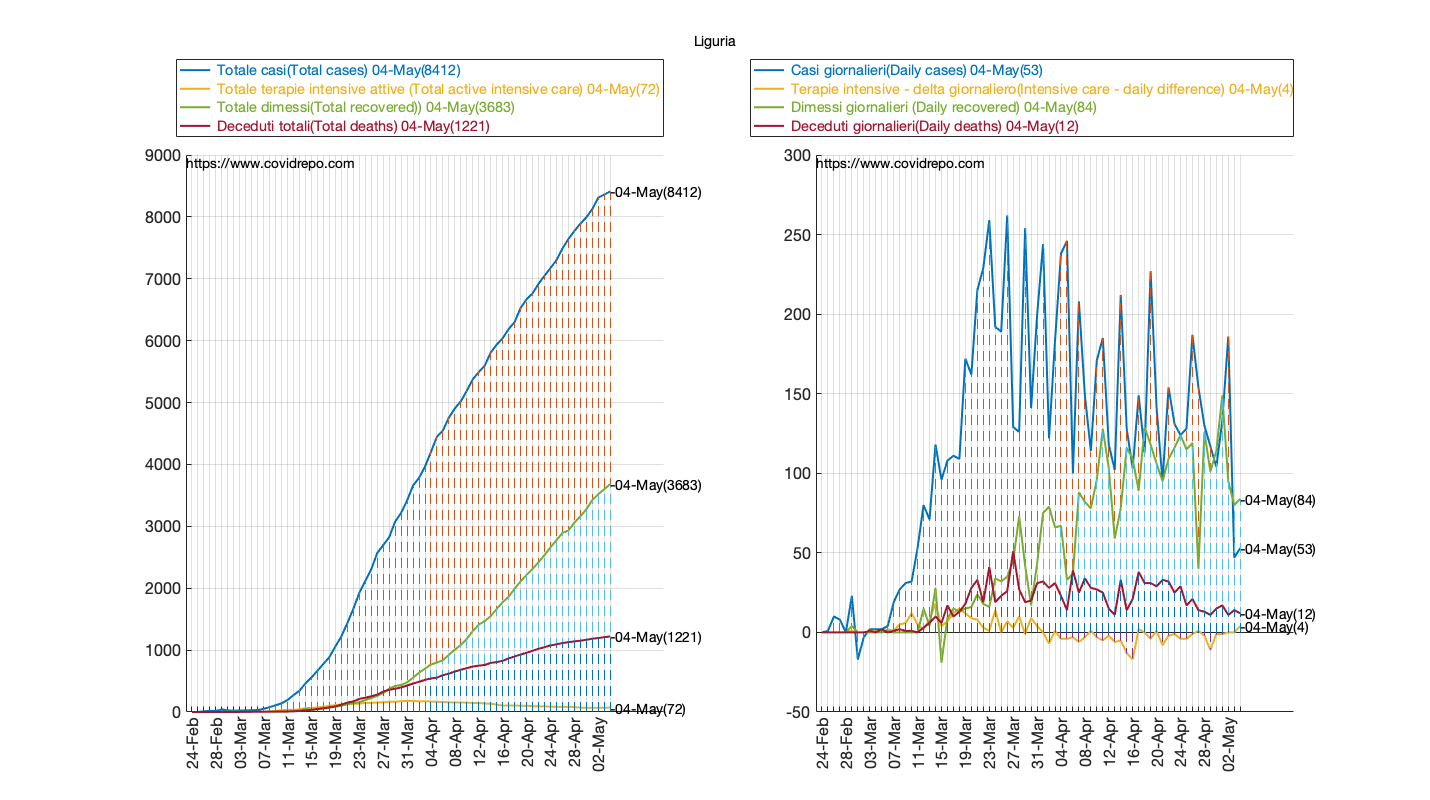 Liguria
Totale casi(Total cases) 04-May(8412)
Totale terapie intensive attive (Total active intensive care) 04-May(72)
Totale dimessi(Total recovered)) 04-May(3683)
Deceduti totali(Total deaths) 04-May(1221)
https://www.covidrepo.com
9000
8000
7000
6000
5000
4000
3000
2000
1000
0
04-May(8412)
04-May(3683)
04-May(1221)
04-May(72)
24-Feb
28-Feb
03-Mar
07-Mar
11-Mar
15-Mar
19-Mar
23-Mar
27-Mar
31-Mar
04-Apr
08-Apr
12-Apr
16-Apr
20-Apr
24-Apr
28-Apr
02-May
Casi giornalieri(Daily cases) 04-May(53)
Terapie intensive - delta giornaliero(Intensive care - daily difference) 04-May(4)
Dimessi giornalieri (Daily recovered) 04-May(84)
Deceduti giornalieri(Daily deaths) 04-May(12)
https://www.covidrepo.com
300
250
200
150
100
50
0
-50
04-May(84)
04-May(53)
04-May(12)
04-May(4)
24-Feb
28-Feb
03-Mar
07-Mar
11-Mar
15-Mar
19-Mar
23-Mar
27-Mar
31-Mar
04-Apr
08-Apr
12-Apr
16-Apr
20-Apr
24-Apr
28-Apr
02-May